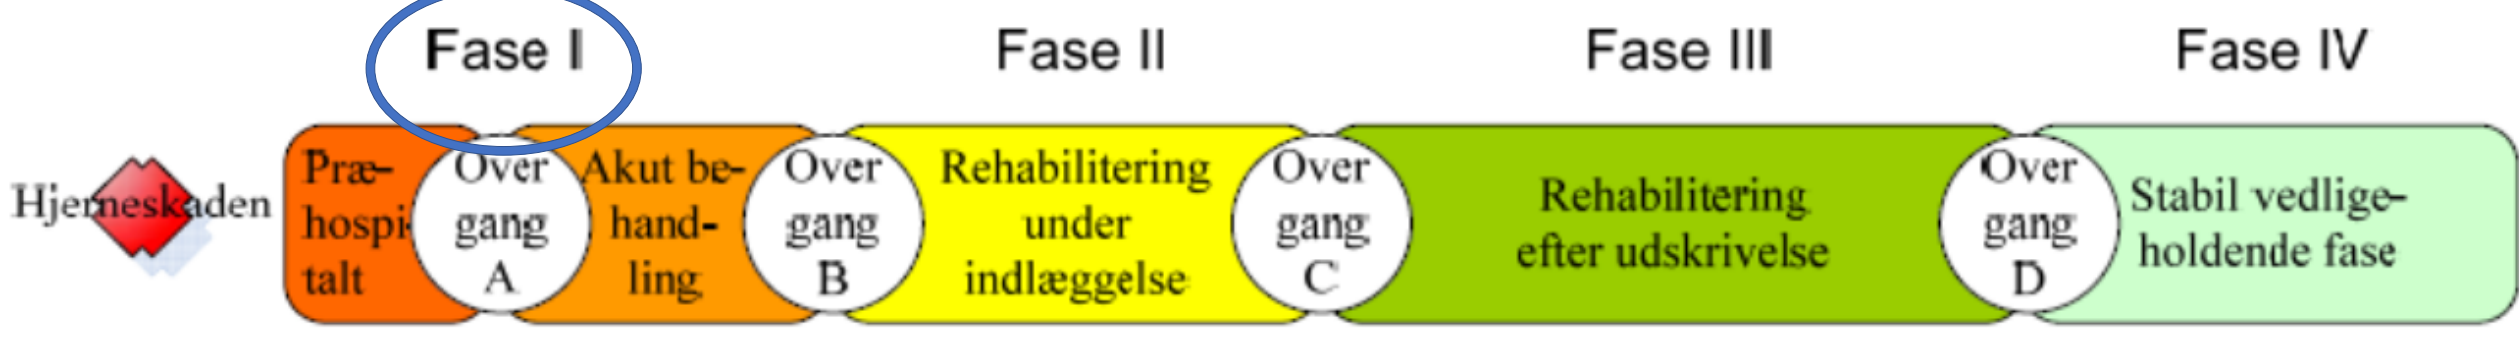 Fase I
Fase II
Fase III
Fase IV
Hjerneskaden
Præ-
hospi-
talt
Over
gang
A
Akut be-
hand-
ling
Over
gang
B
Rehabilitering
under
indlæggelse
Over
gang
C
Rehabilitering
efter udskrivelse
Over
gang
D
Stabil vedlige-
holdende fase